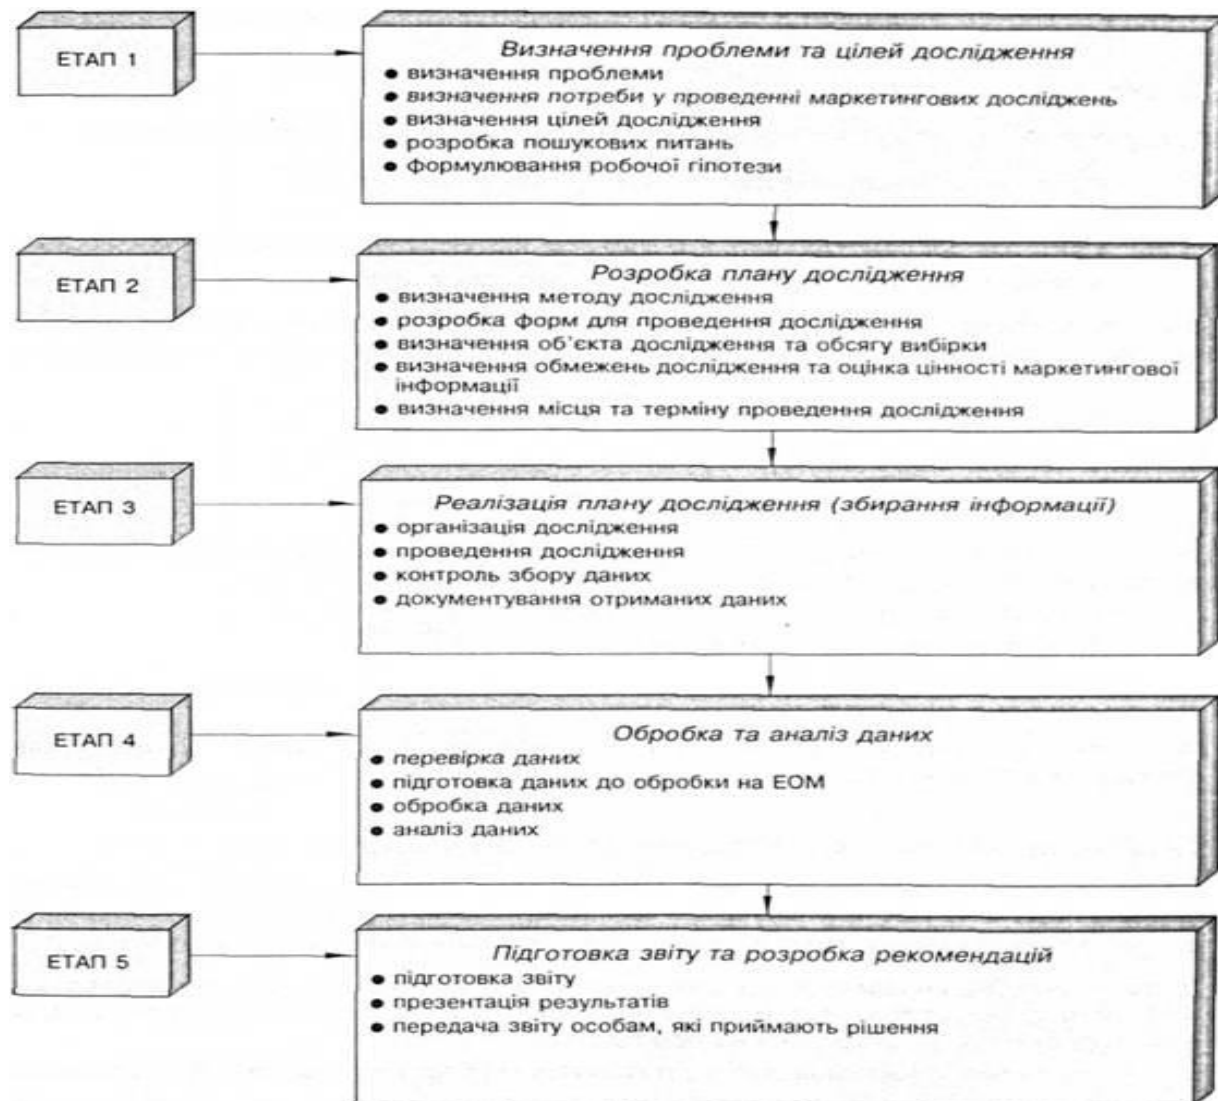 ЕТАП 1
Визначення проблеми та цілей дослідження
● визначення проблеми
● визначення потреби у проведенні маркетингових досліджень
● визначення цілей дослідження
● розробка пошукових питань
● формулювання робочої гіпотези
ЕТАП 2
Розробка плану дослідження
● визначення методу дослідження
● розробка форм для проведення дослідження
● визначення об’єкта дослідження та обсягу вибірки
● визначення обмежень дослідження та оцінка цінності маркетингової
інформації
● визначення місця та терміну проведення дослідження
ЕТАП 3
Реалізація плану дослідження (збирання інформації)
● організація дослідження
● проведення дослідження
● контроль збору даних
● документування отриманих даних
ЕТАП 4
Обробка та аналіз даних
● перевірка даних
● підготовка даних до обробки на ЕОМ
● обробка даних
● аналіз даних
ЕТАП 5
Підготовка звіту та розробка рекомендацій
● підготовка звіту
● презентація результатів
● передача звіту особам, які приймають рішення